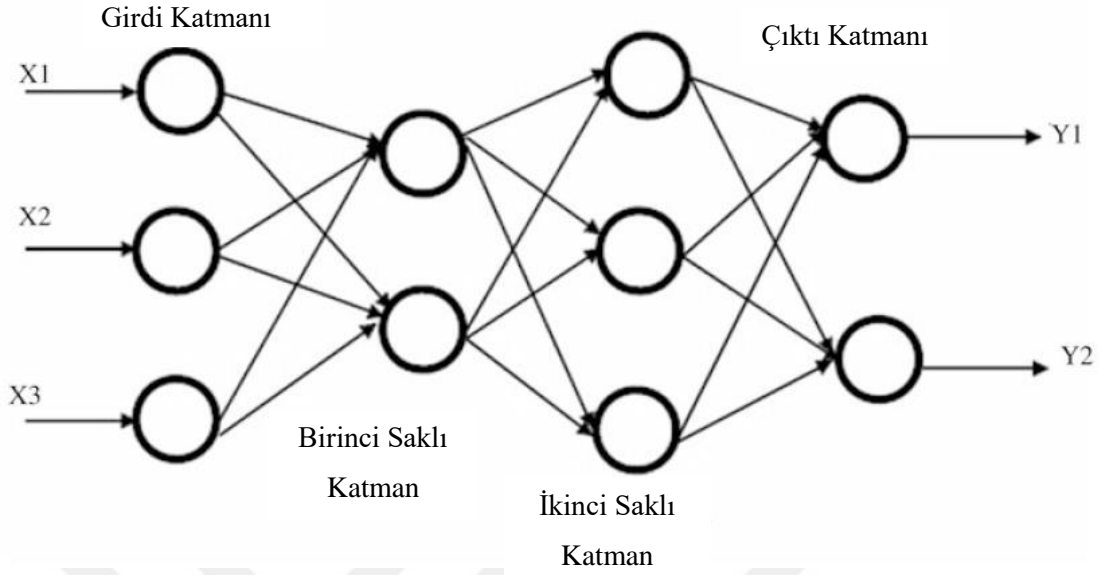 Girdi Katmanı
Çıktı Katmanı
X1
Y1
X2
Y2
X3
Birinci Saklı
Katman
İkinci Saklı
Katman